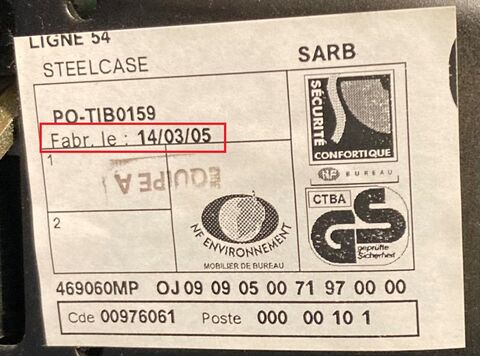 LIGNE 54
STEELCASE
SARB
PO-TIB0159
Fabr. le : 14/03/05
1
EQUIPE A
2
SÉCURITÉ
CONFORTIQUE
NF BUREAU
NF ENVIRONNEMENT
MOBILIER DE BUREAU
CTBA
GS
geprüfte
Sicherheit
469060MP OJ 09 09 05 00 71 97 00 00
Cde 00976061 Poste 000 00 10 1